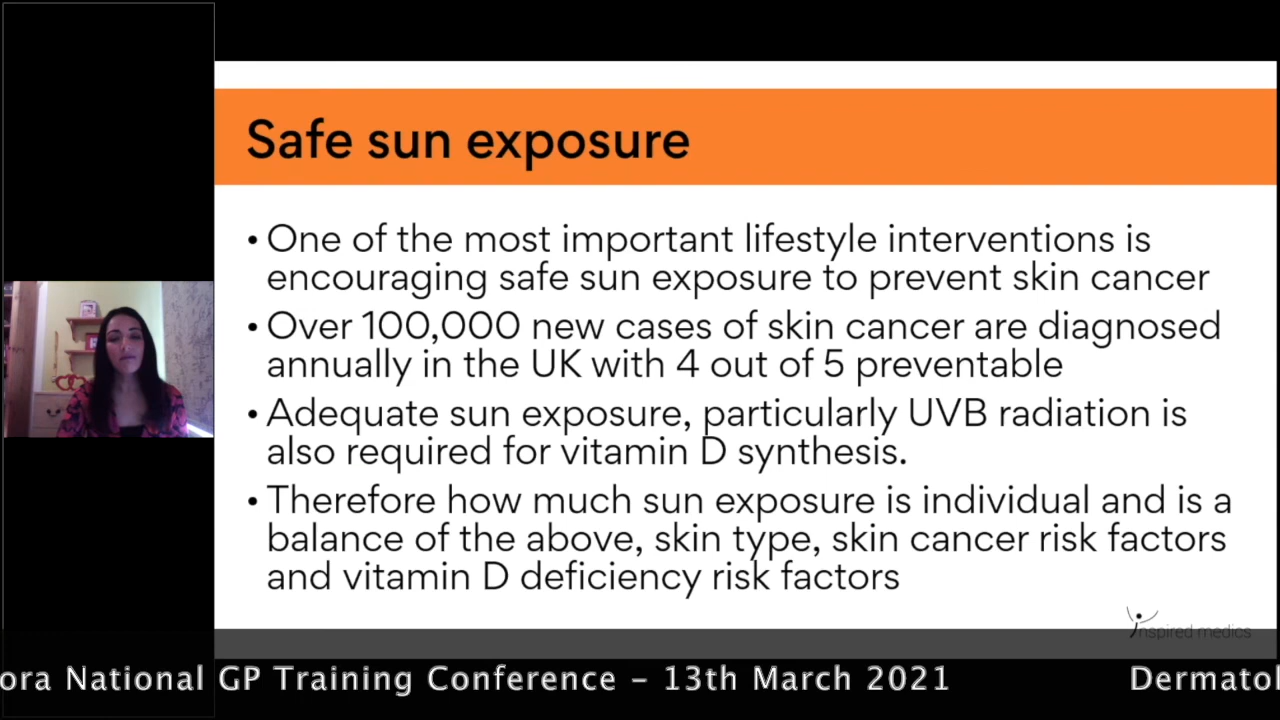 Safe sun exposure
• One of the most important lifestyle interventions is
encouraging safe sun exposure to prevent skin cancer
• Over 100,000 new cases of skin cancer are diagnosed
annually in the UK with 4 out of 5 preventable
• Adequate sun exposure, particularly UVB radiation is
also required for vitamin D synthesis.
• Therefore how much sun exposure is individual and is a
balance of the above, skin type, skin cancer risk factors
and vitamin D deficiency risk factors
inspired medics
ora National GP Training Conference – 13th March 2021 Dermatol